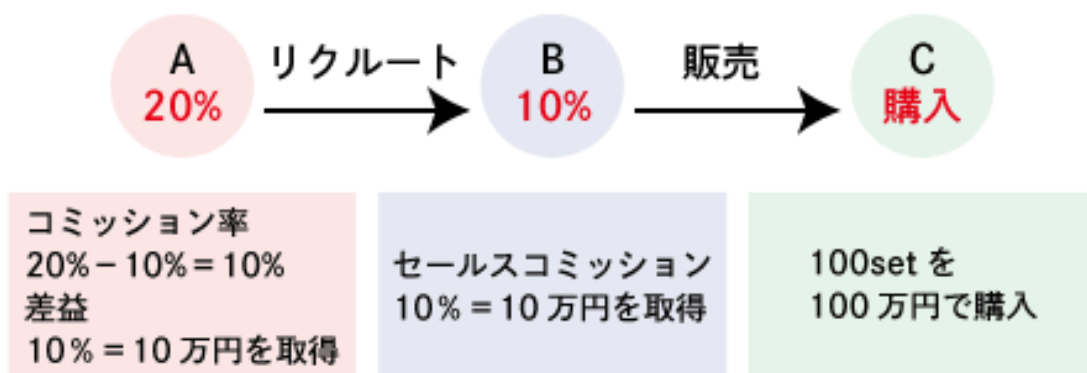 A
20%
リクルート
B
10%
販売
C
購入
コミッション率
20%－10%＝10%
差益
10%＝10万円を取得
セールスコミッション
10%＝10万円を取得
100setを
100万円で購入